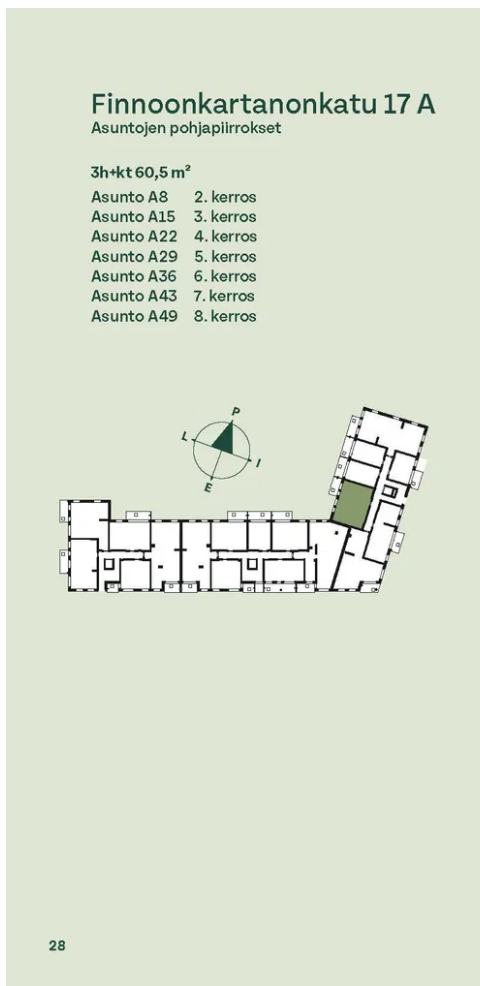 Finnoonkartanonkatu 17 A
Asuntojen pohjapiirrokset
3h+kt 60,5 m²
Asunto A8 2. kerros
Asunto A15 3. kerros
Asunto A22 4. kerros
Asunto A29 5. kerros
Asunto A36 6. kerros
Asunto A43 7. kerros
Asunto A49 8. kerros
P
L
I
E
28